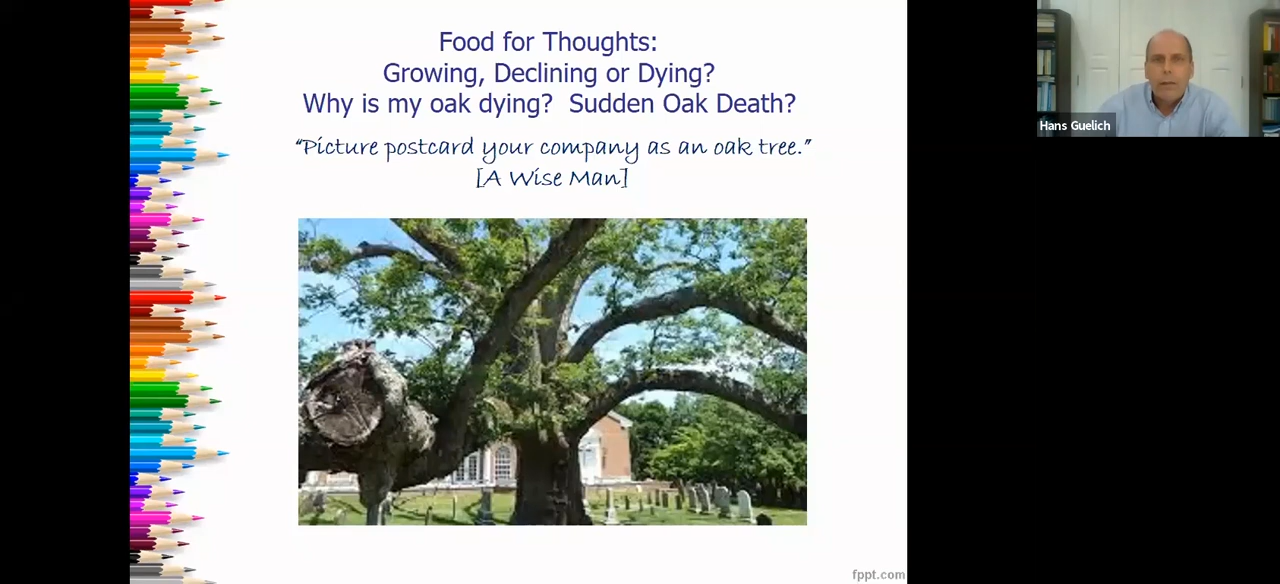 Food for Thoughts:
Growing, Declining or Dying?
Why is my oak dying?  Sudden Oak Death?
“Picture postcard your company as an oak tree.”
[A Wise Man]
Hans Guelich
fppt.com